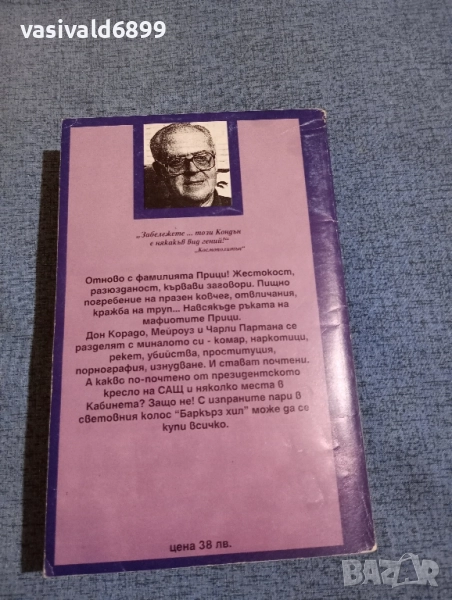 vasivald6899
„Забележете ... този Кондън
е някакъв вид гений!“
„Космополитън“
Отново с фамилията Прици! Жестокост,
разюзданост, кървави заговори. Пищно
погребение на празен ковчег, отвличания,
кражба на труп... Навсякъде ръката на
мафиотите Прици.
Дон Корадо, Мейроуз и Чарли Партана се
разделят с миналото си - комар, наркотици,
рекет, убийства, проституция,
порнография, изнудване. И стават почтени.
А какво по-почтено от президентското
кресло на САЩ и няколко места в
Кабинета? Защо не! С изпраните пари в
световния колос “Баркърз хил” може да се
купи всичко.
цена 38 лв.
BAZAR